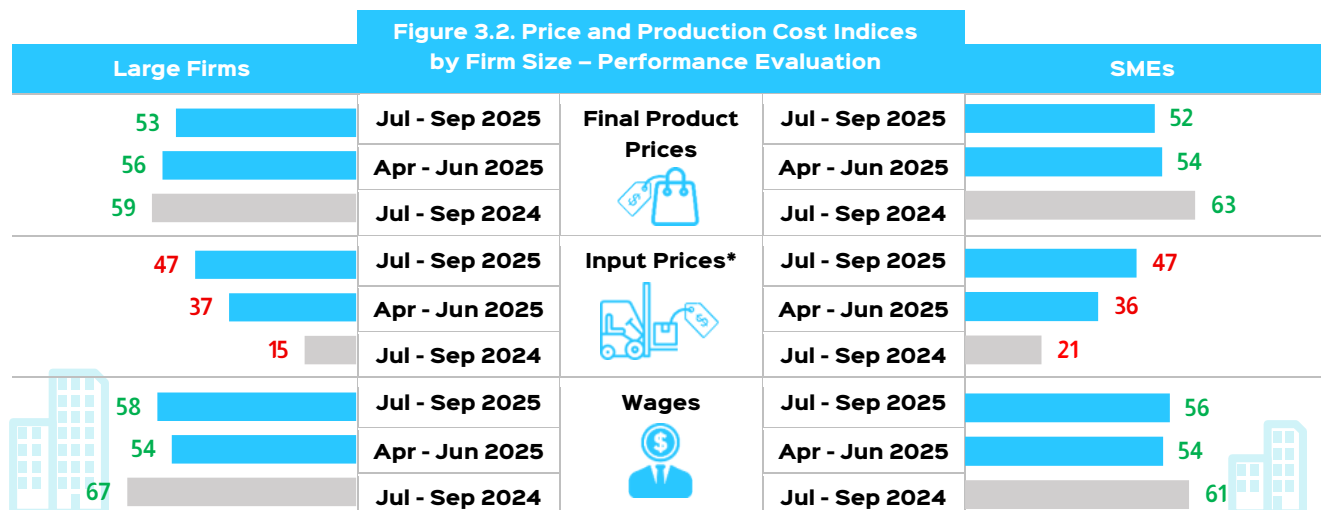 Figure 3.2. Price and Production Cost Indices
by Firm Size – Performance Evaluation
Large Firms
SMEs
53 Jul - Sep 2025 Final Product Jul - Sep 2025 52
Prices
56 Apr - Jun 2025 Apr - Jun 2025 54
$
59 Jul - Sep 2024 Jul - Sep 2024 63
47 Jul - Sep 2025 Input Prices* Jul - Sep 2025 47
37 Apr - Jun 2025 Apr - Jun 2025 36
$
15 Jul - Sep 2024 Jul - Sep 2024 21
58 Jul - Sep 2025 Wages Jul - Sep 2025 56
54 Apr - Jun 2025 $ Apr - Jun 2025 54
67 Jul - Sep 2024 Jul - Sep 2024 61